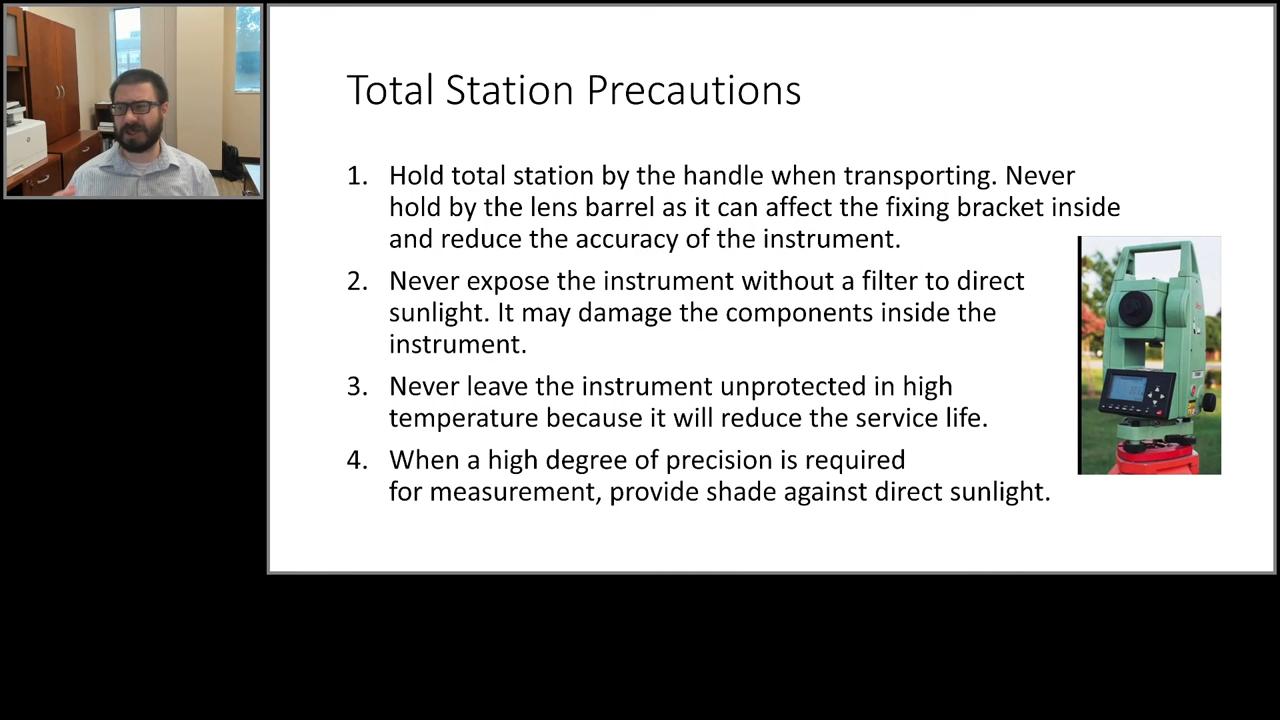 Total Station Precautions
1. Hold total station by the handle when transporting. Never
hold by the lens barrel as it can affect the fixing bracket inside
and reduce the accuracy of the instrument.
2. Never expose the instrument without a filter to direct
sunlight. It may damage the components inside the
instrument.
3. Never leave the instrument unprotected in high
temperature because it will reduce the service life.
4. When a high degree of precision is required
for measurement, provide shade against direct sunlight.